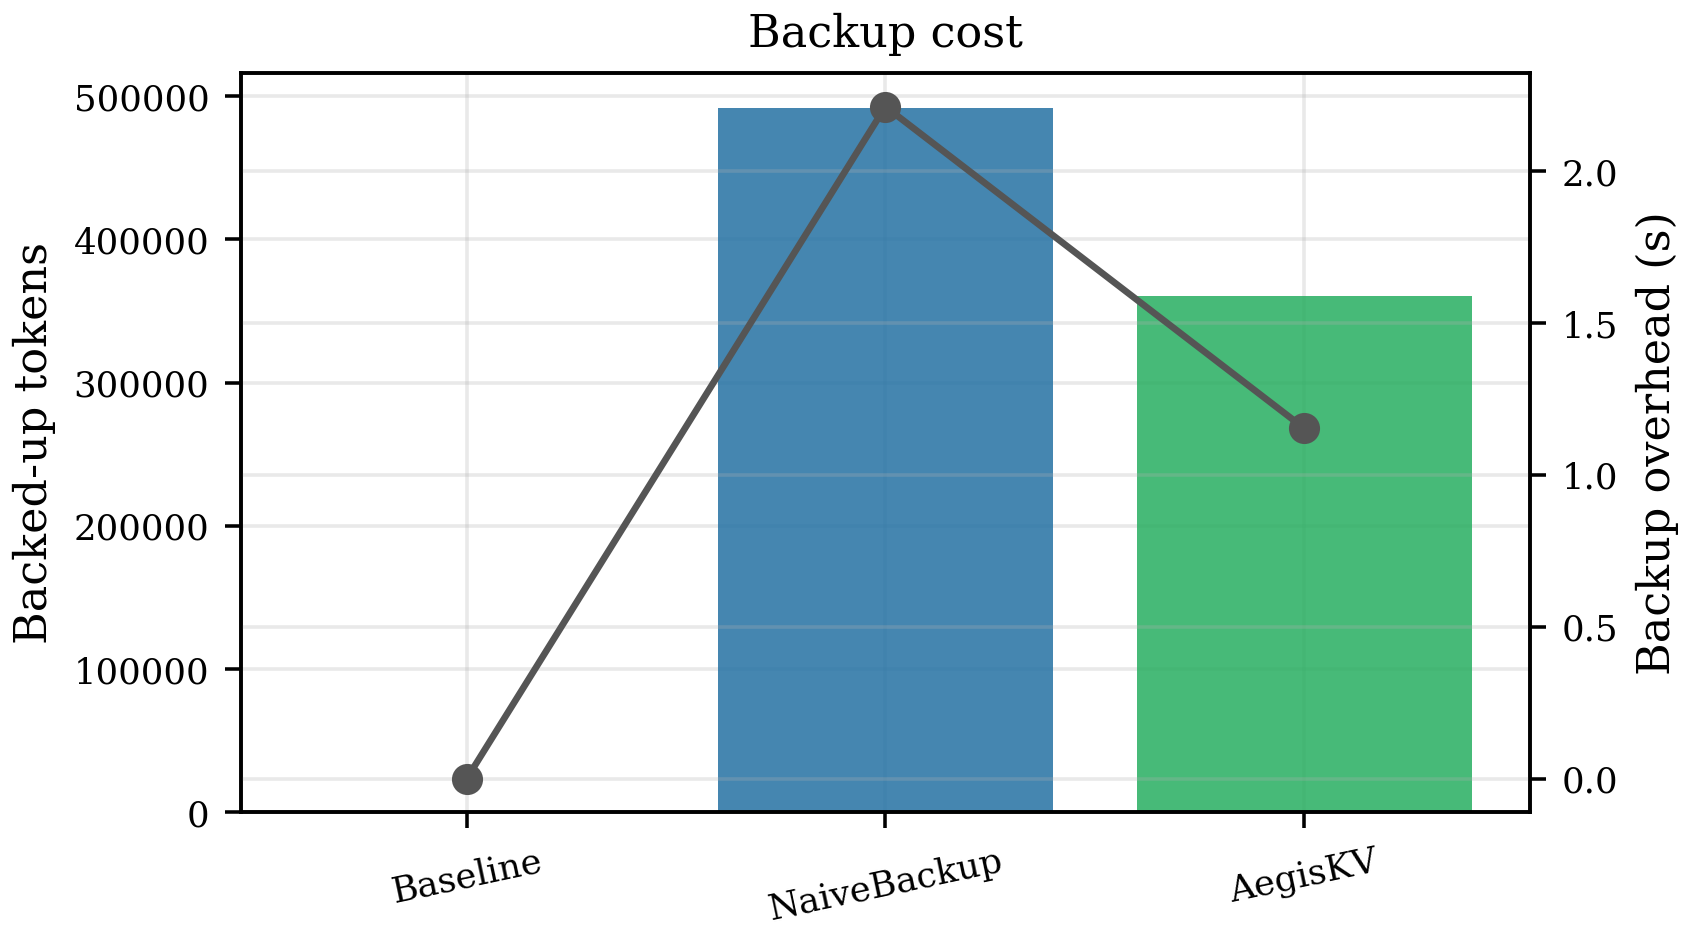 Backup cost
500000
400000
300000
200000
100000
0
Backed-up tokens
2.0
1.5
1.0
0.5
0.0
Backup overhead (s)
Baseline
NaiveBackup
AegisKV